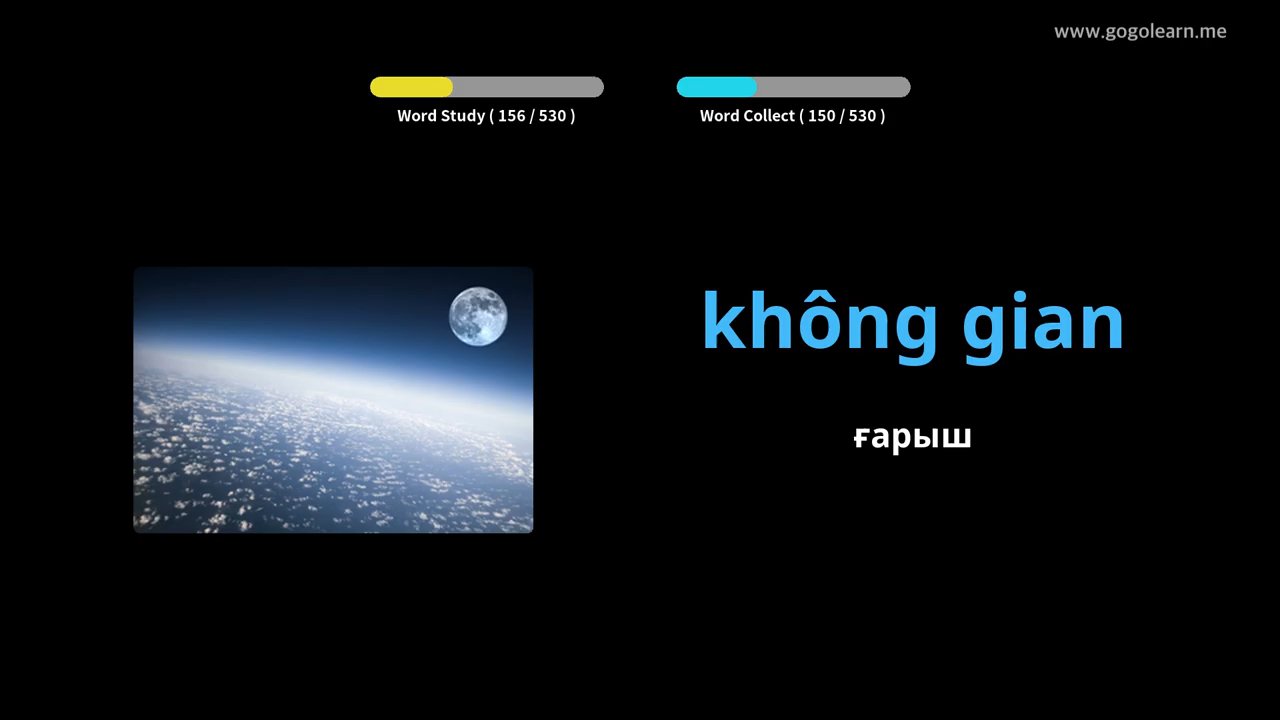 www.gogolearn.me
Word Study ( 156 / 530 )
Word Collect ( 150 / 530 )
không gian
ғарыш